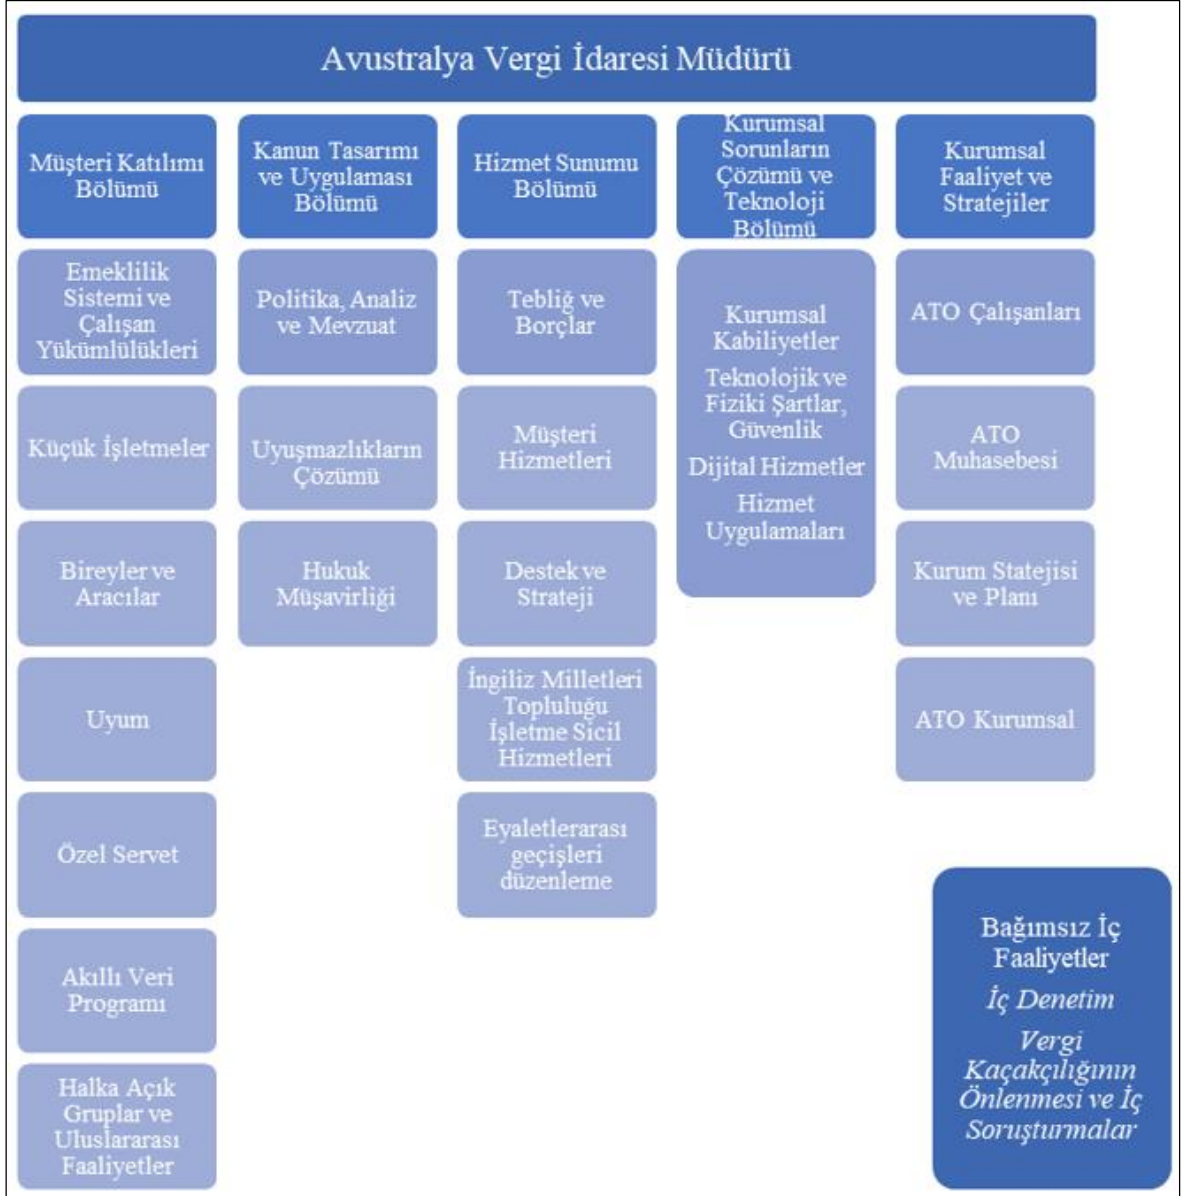 Avustralya Vergi İdaresi Müdürü
Müşteri Katılımı
Bölümü
Emeklilik
Sistemi ve
Çalışan
Yükümlülükleri
Küçük İşletmeler
Bireyler ve
Aracılar
Uyum
Özel Servet
Akıllı Veri
Programı
Halka Açık
Gruplar ve
Uluslararası
Faaliyetler
Kanun Tasarımı
ve Uygulaması
Bölümü
Politika, Analiz
ve Mevzuat
Uyuşmazlıkların
Çözümü
Hukuk
Müşavirliği
Hizmet Sunumu
Bölümü
Tebliğ ve
Borçlar
Müşteri
Hizmetleri
Destek ve
Strateji
İngiliz Milletleri
Topluluğu
İşletme Sicil
Hizmetleri
Eyaletlerarası
geçişleri
düzenleme
Kurumsal
Sorunların
Çözümü ve
Teknoloji
Bölümü
Kurumsal
Kabiliyetler
Teknolojik ve
Fiziki Şartlar,
Güvenlik
Dijital Hizmetler
Hizmet
Uygulamaları
Kurumsal
Faaliyet ve
Stratejiler
ATO Çalışanları
ATO
Muhasebesi
Kurum Statejisi
ve Planı
ATO Kurumsal
Bağımsız İç
Faaliyetler
İç Denetim
Vergi
Kaçakçılığının
Önlenmesi ve İç
Soruşturmalar